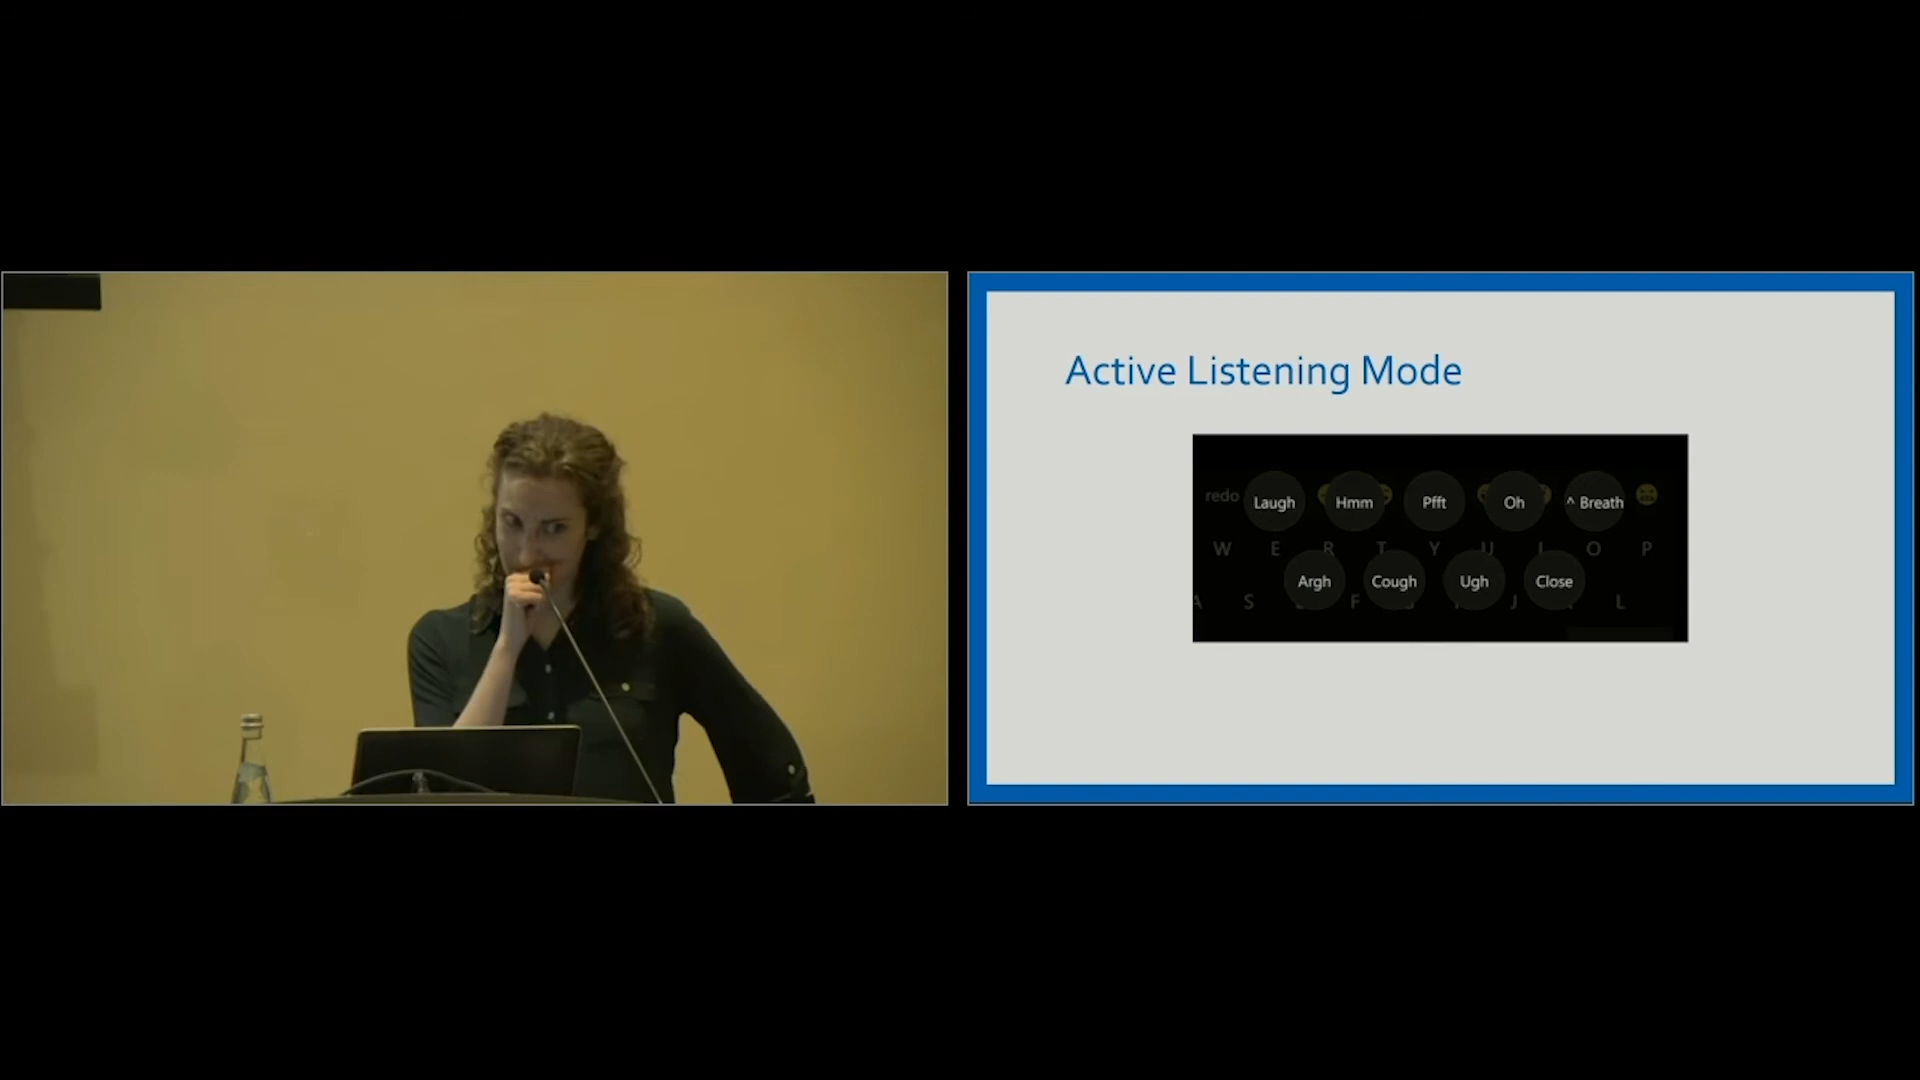 Active Listening Mode
redo Laugh Hmm Pfft Oh ^ Breath
W E R T Y U I O P
Argh Cough Ugh Close
A S F J L